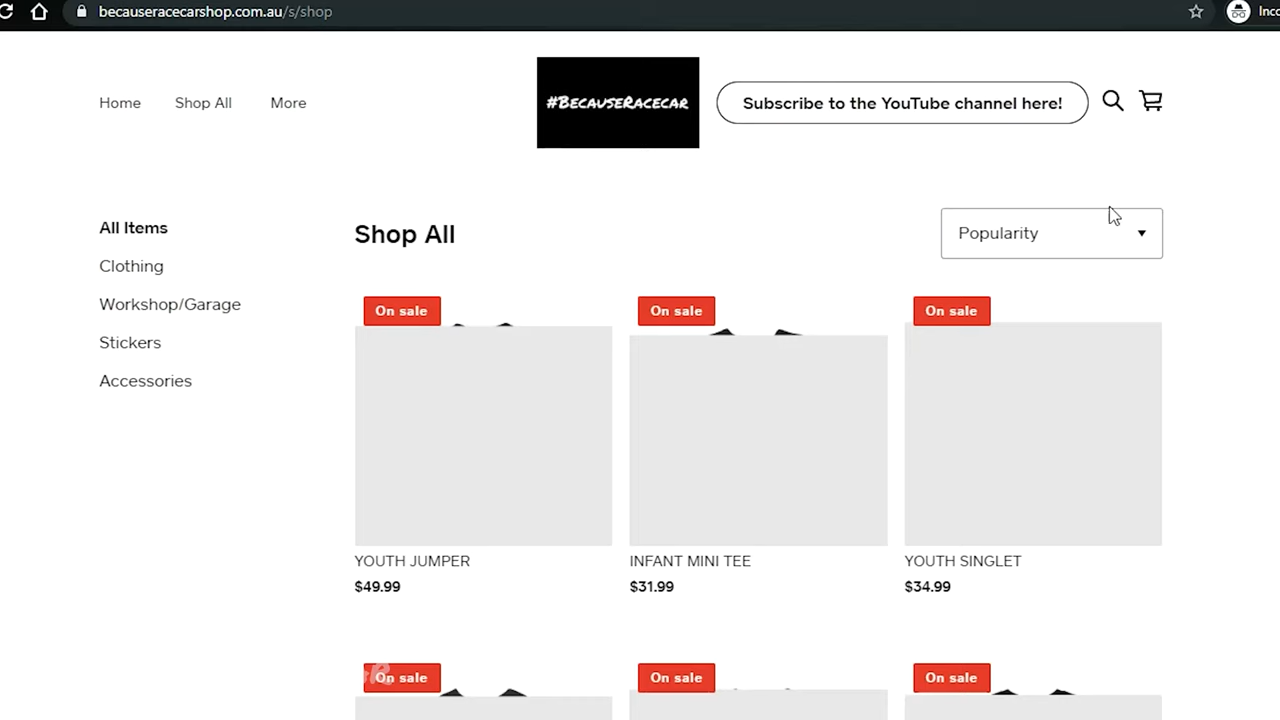 becauseracecarshop.com.au/s/shop
Home Shop All More
#BecauseRacecar
Subscribe to the YouTube channel here!
All Items
Clothing
Workshop/Garage
Stickers
Accessories
Shop All
Popularity
On sale
On sale
On sale
YOUTH JUMPER
$49.99
INFANT MINI TEE
$31.99
YOUTH SINGLET
$34.99
On sale
On sale
On sale